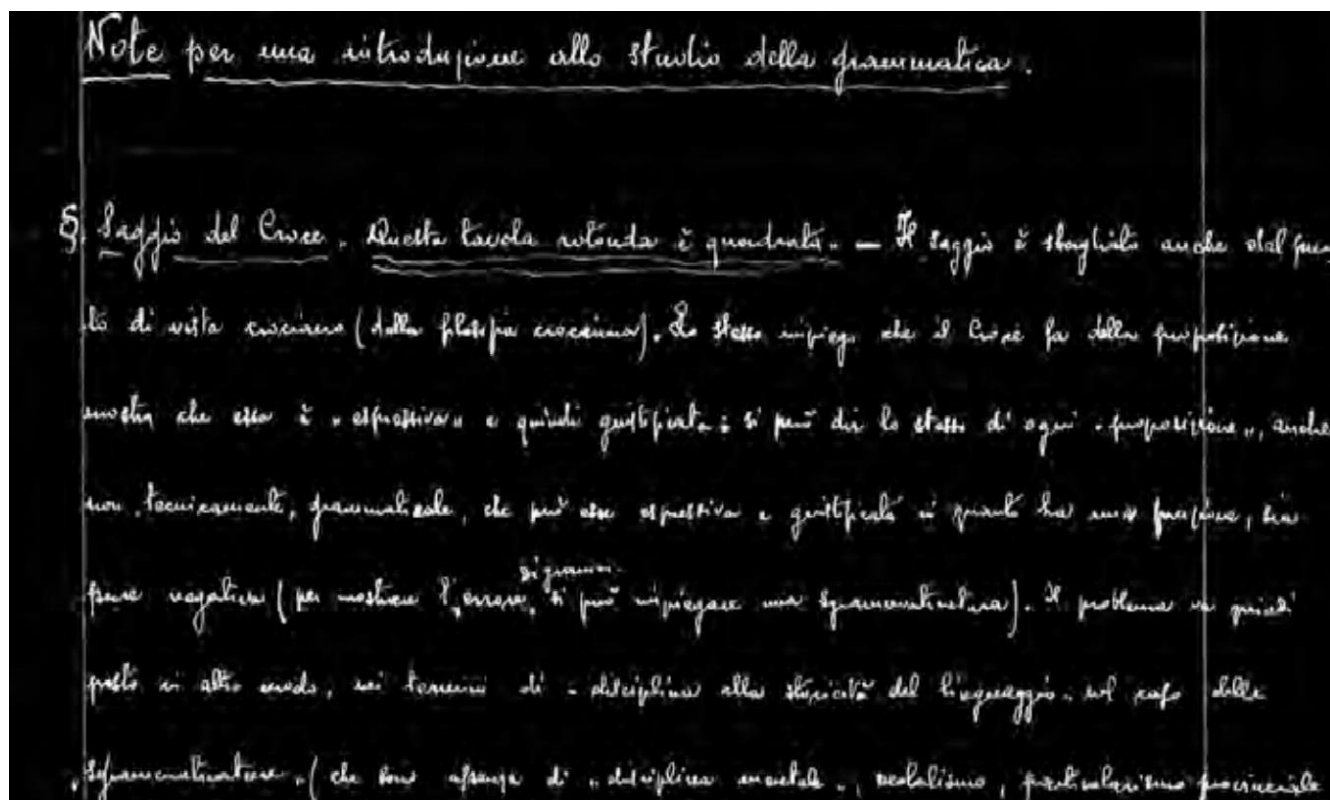 Note per una introduzione allo studio della grammatica.
§. Saggio del Croce „Questa tavola rotonda è quadrata„ — Il saggio è sbagliato anche dal pun
to di vista crociano (della filosofia crociana). Lo stesso impiego che il Croce fa della proposizione
mostra che essa è „espressiva„ e quindi giustificata: si può dir lo stesso di ogni „proposizione„, anche
non „tecnicamente„ grammaticale, che può esse espressiva e giustificata in quanto ha una funzione, sia
pure negativa (per mostrare l'„errore„ di gramm. si può impiegare una sgrammaticatura). Il problema va quindi
posto in altro modo, nei termini di „disciplina alla storicità del linguaggio„ nel caso delle
„sgrammaticature„ (che sono assenza di „disciplina mentale„, neolalismo, particolarismo provinciale